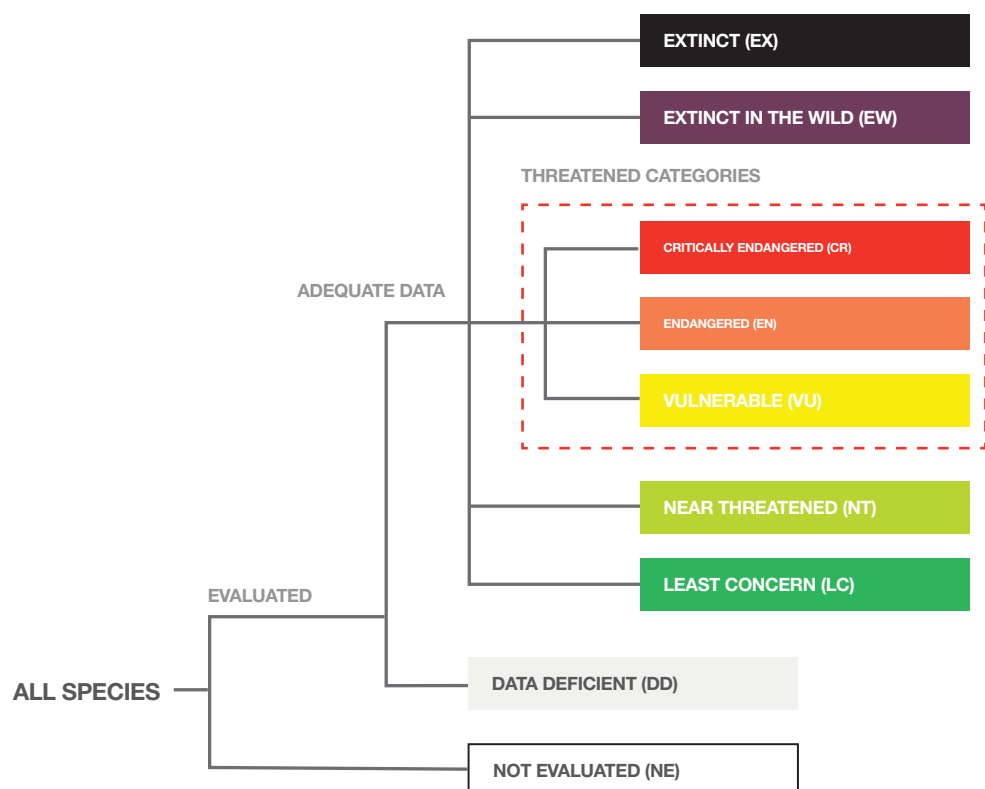 EXTINCT (EX)
EXTINCT IN THE WILD (EW)
THREATENED CATEGORIES
CRITICALLY ENDANGERED (CR)
ADEQUATE DATA
ENDANGERED (EN)
VULNERABLE (VU)
NEAR THREATENED (NT)
LEAST CONCERN (LC)
EVALUATED
DATA DEFICIENT (DD)
ALL SPECIES
NOT EVALUATED (NE)